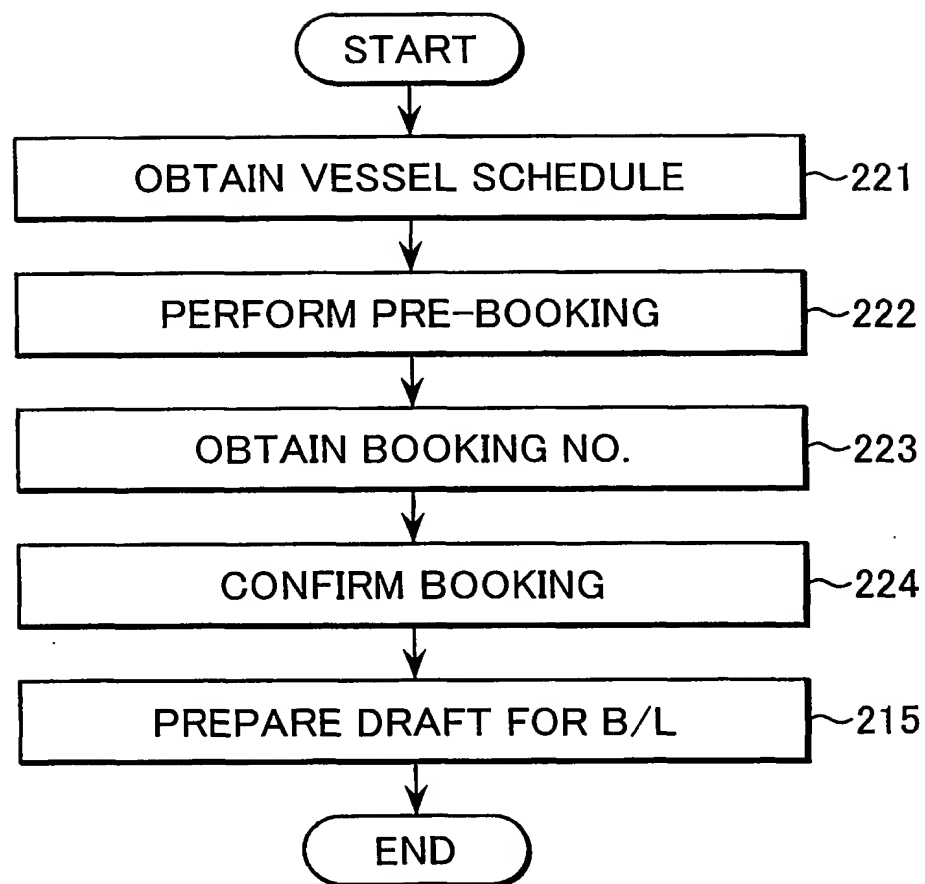 START
OBTAIN VESSEL SCHEDULE 221
PERFORM PRE-BOOKING 222
OBTAIN BOOKING NO. 223
CONFIRM BOOKING 224
PREPARE DRAFT FOR B/L 215
END